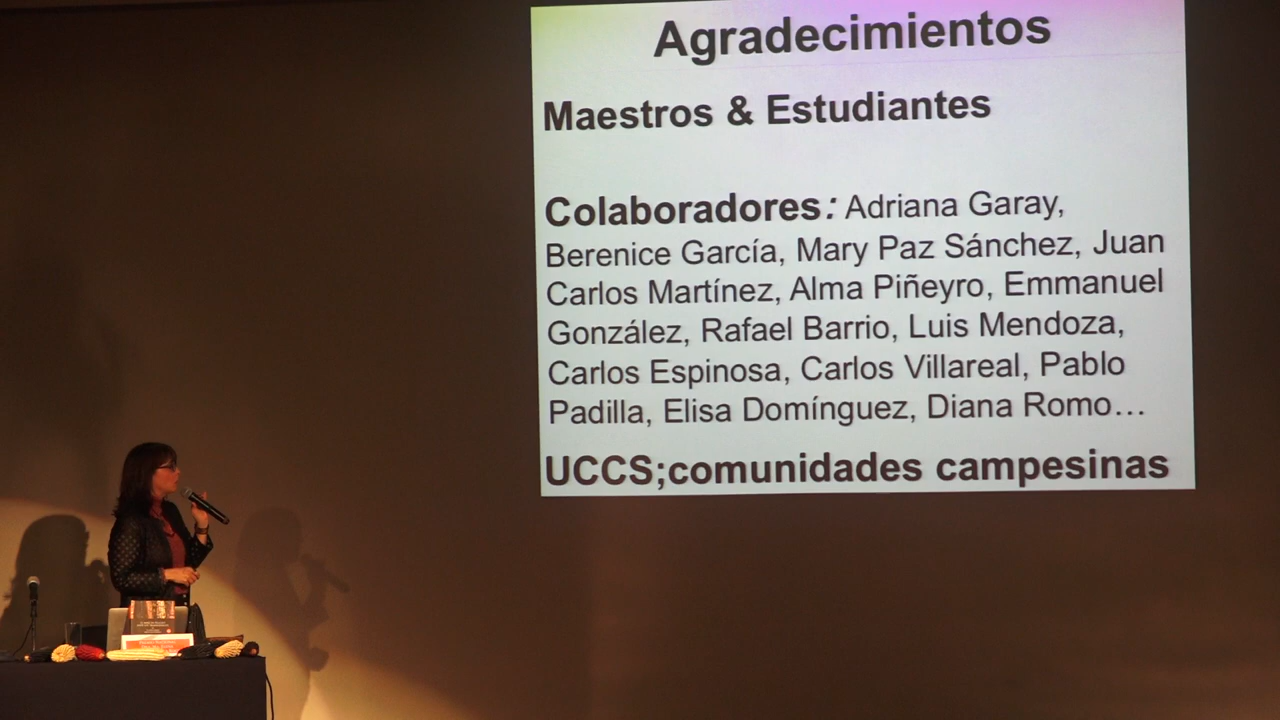 Agradecimientos
Maestros & Estudiantes
Colaboradores: Adriana Garay,
Berenice García, Mary Paz Sánchez, Juan
Carlos Martínez, Alma Piñeyro, Emmanuel
González, Rafael Barrio, Luis Mendoza,
Carlos Espinosa, Carlos Villareal, Pablo
Padilla, Elisa Domínguez, Diana Romo...
UCCS;comunidades campesinas